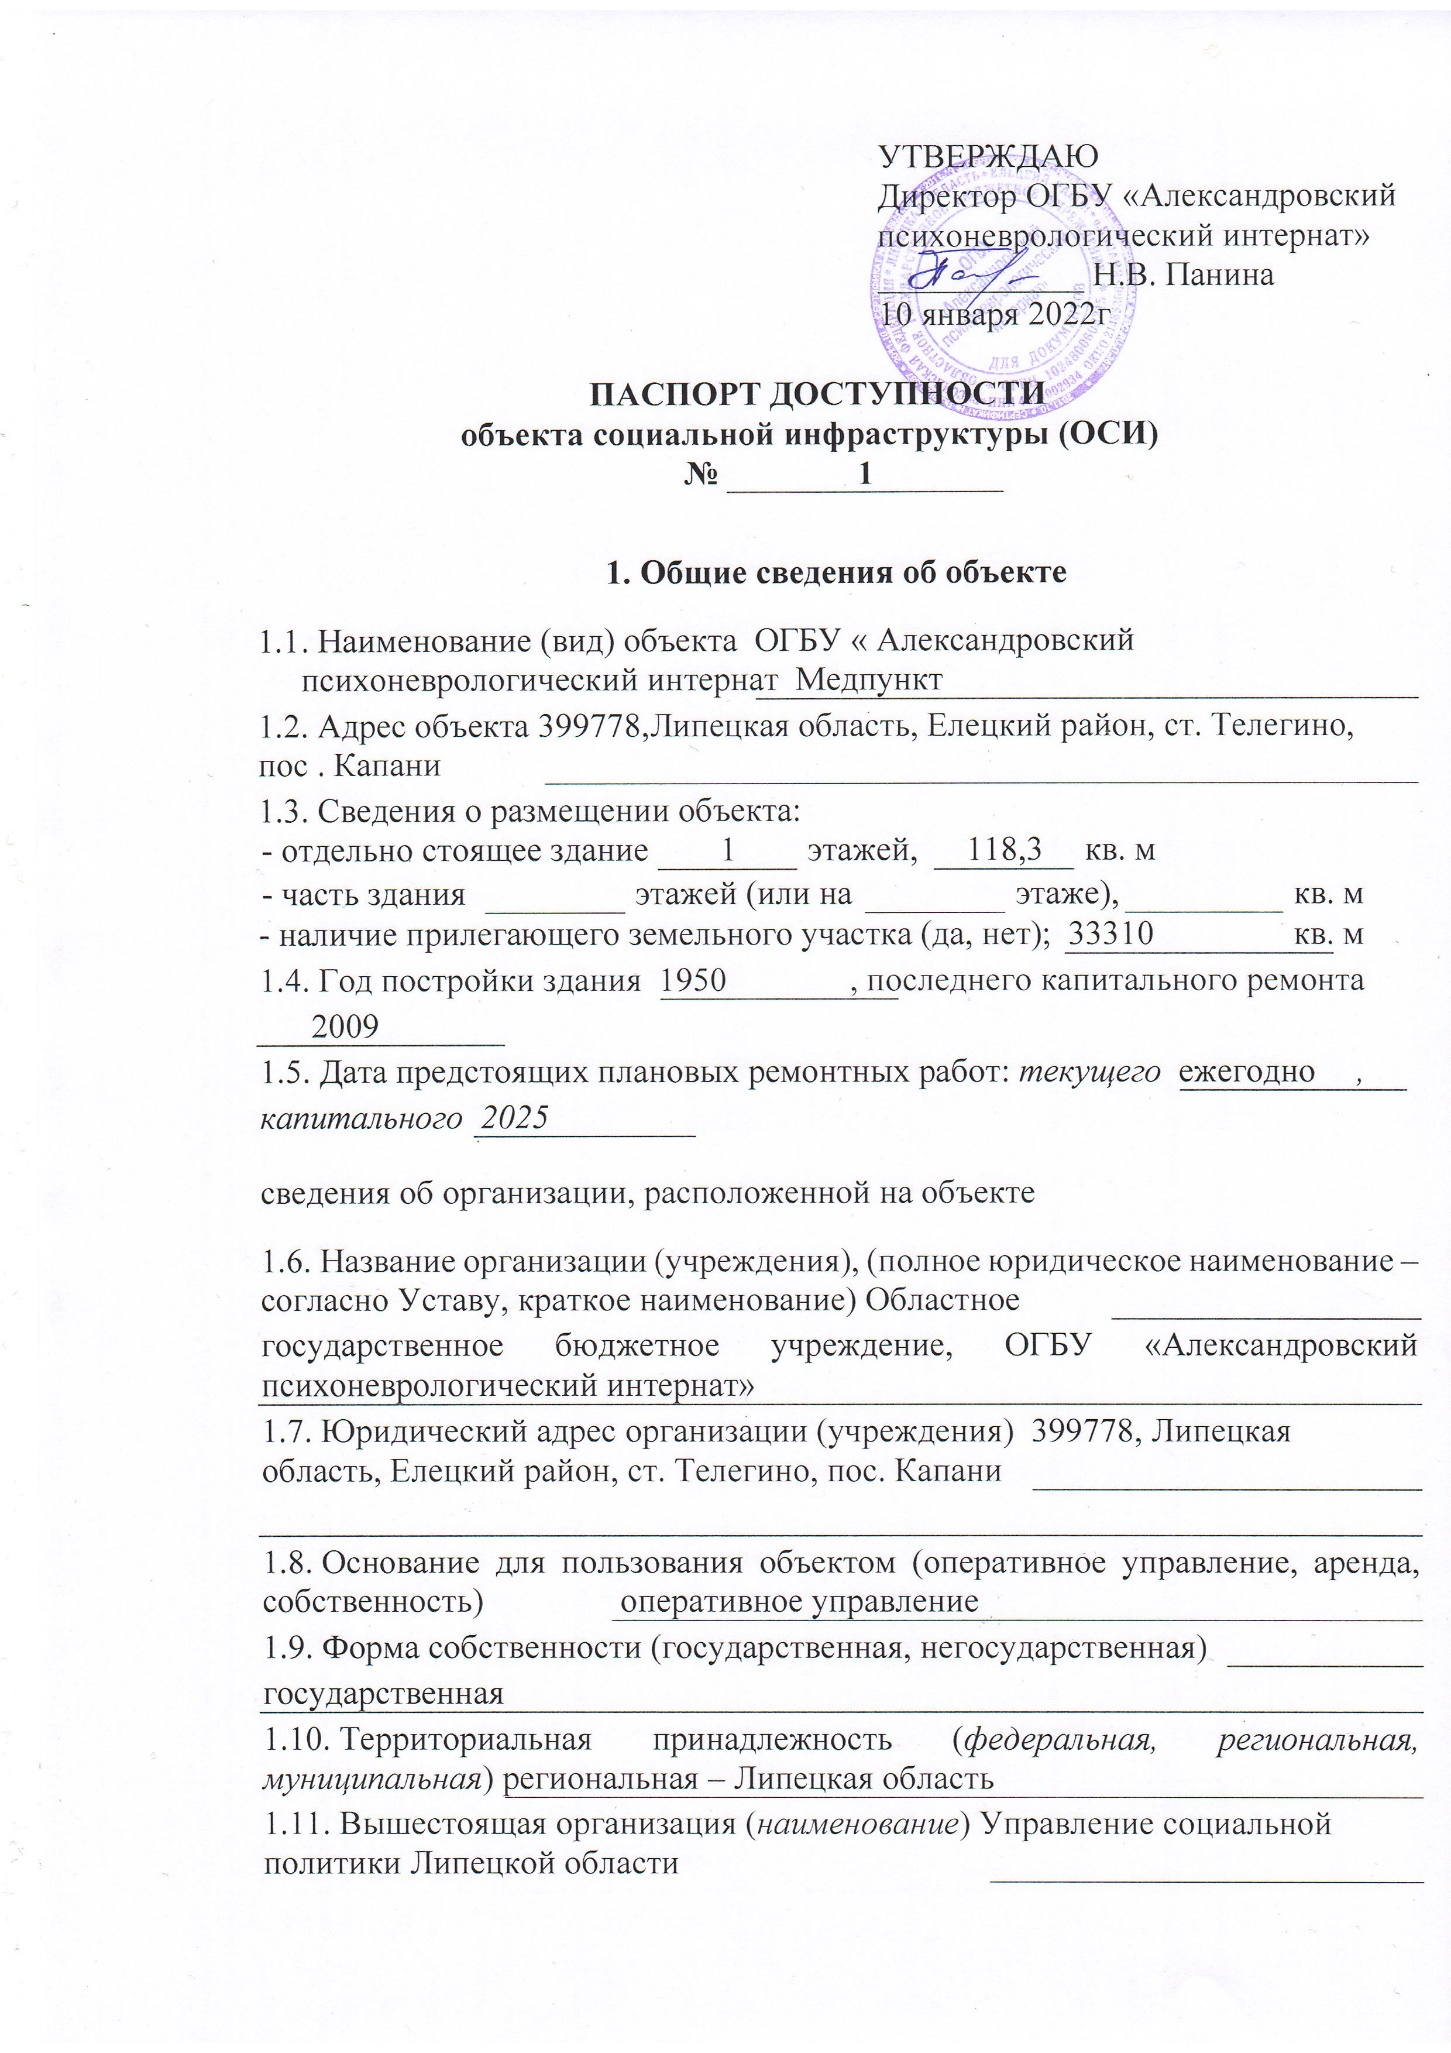 УТВЕРЖДАЮ
Директор ОГБУ «Александровский
психоневрологический интернат»
____________ Н.В. Панина
10 января 2022г
ПАСПОРТ ДОСТУПНОСТИ
объекта социальной инфраструктуры (ОСИ)
№ 1
1. Общие сведения об объекте
1.1. Наименование (вид) объекта ОГБУ « Александровский
психоневрологический интернат Медпункт
1.2. Адрес объекта 399778,Липецкая область, Елецкий район, ст. Телегино,
пос . Капани
1.3. Сведения о размещении объекта:
- отдельно стоящее здание 1 этажей, 118,3 кв. м
- часть здания ________ этажей (или на ________ этаже), _________ кв. м
- наличие прилегающего земельного участка (да, нет); 33310 кв. м
1.4. Год постройки здания 1950 , последнего капитального ремонта
2009
1.5. Дата предстоящих плановых ремонтных работ: текущего ежегодно ,
капитального 2025
сведения об организации, расположенной на объекте
1.6. Название организации (учреждения), (полное юридическое наименование –
согласно Уставу, краткое наименование) Областное
государственное бюджетное учреждение, ОГБУ «Александровский
психоневрологический интернат»
1.7. Юридический адрес организации (учреждения) 399778, Липецкая
область, Елецкий район, ст. Телегино, пос. Капани
1.8. Основание для пользования объектом (оперативное управление, аренда,
собственность) оперативное управление
1.9. Форма собственности (государственная, негосударственная)
государственная
1.10. Территориальная принадлежность (федеральная, региональная,
муниципальная) региональная – Липецкая область
1.11. Вышестоящая организация (наименование) Управление социальной
политики Липецкой области